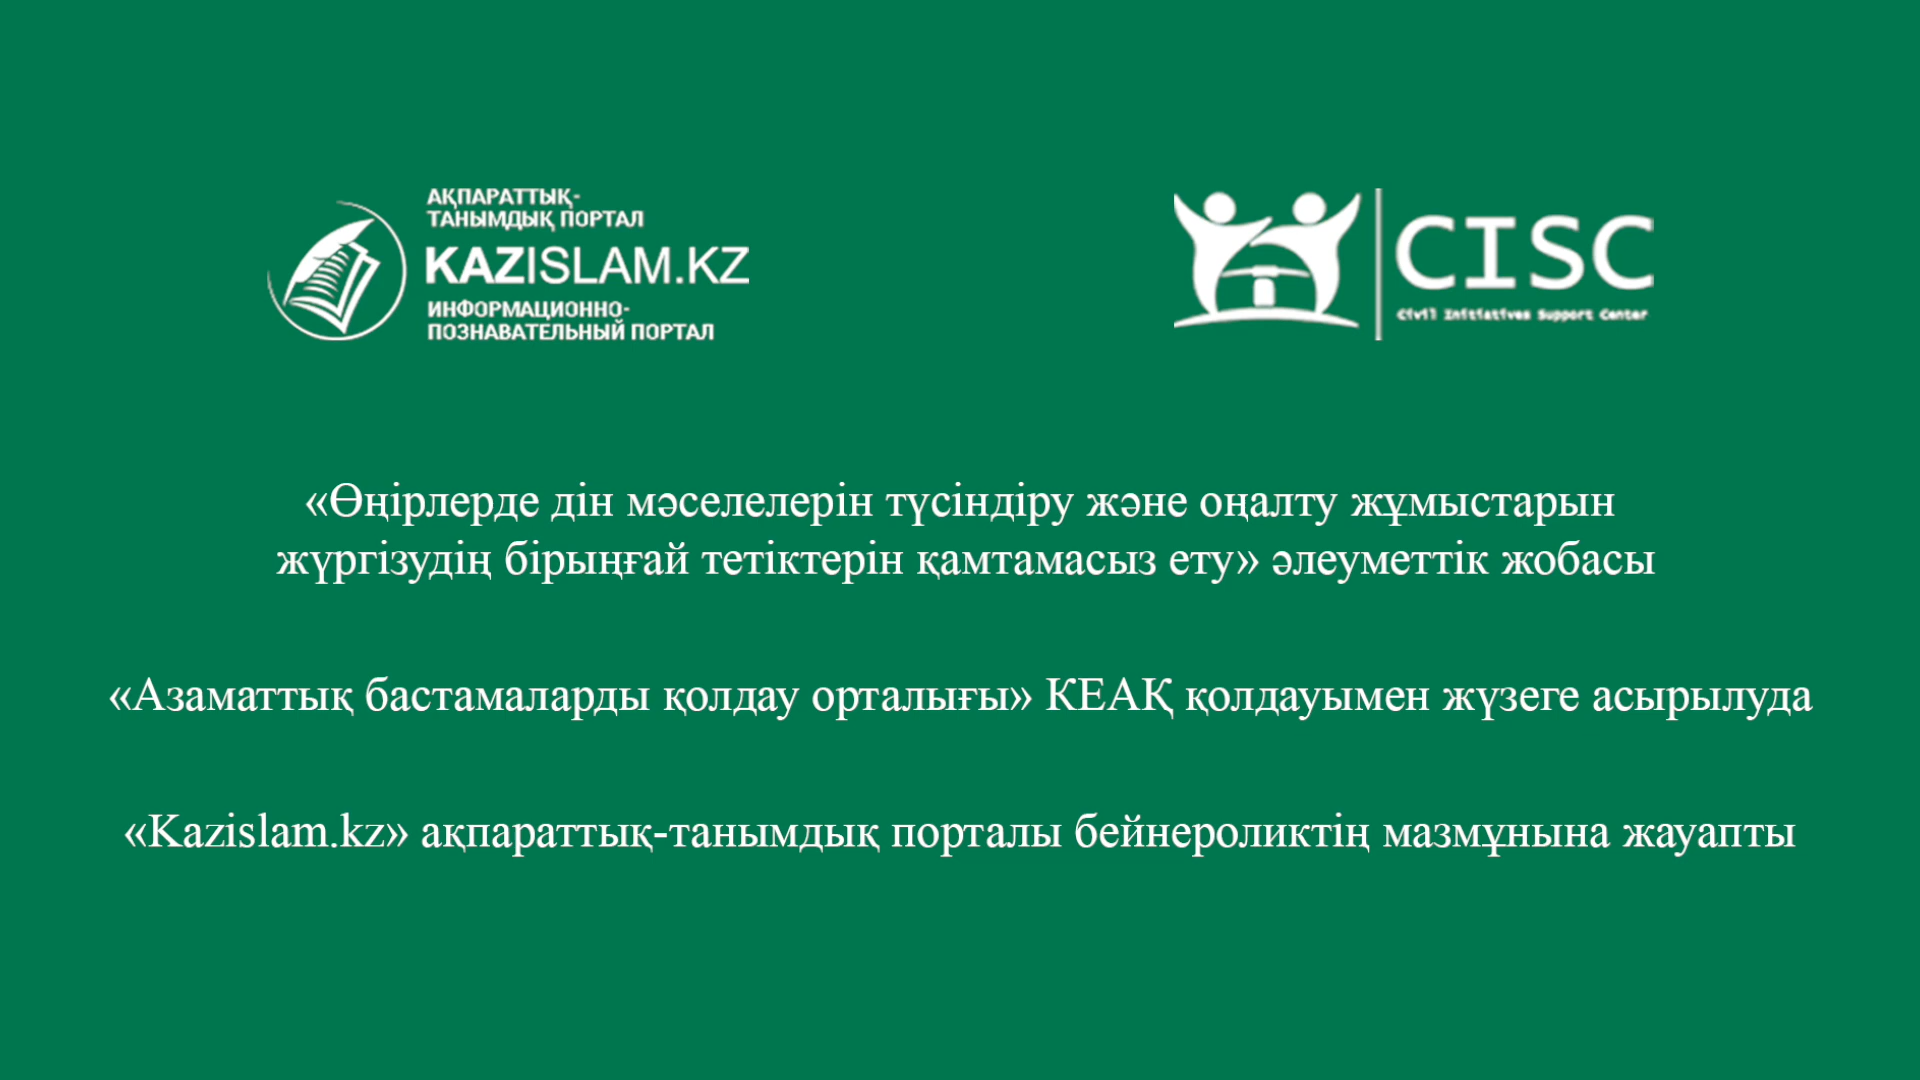 АҚПАРАТТЫҚ-
ТАНЫМДЫҚ ПОРТАЛ
KAZISLAM.KZ
ИНФОРМАЦИОННО-
ПОЗНАВАТЕЛЬНЫЙ ПОРТАЛ
CISC
Civil Initiatives Support Center
«Өңірлерде дін мәселелерін түсіндіру және оңалту жұмыстарын
жүргізудің бірыңғай тетіктерін қамтамасыз ету» әлеуметтік жобасы
«Азаматтық бастамаларды қолдау орталығы» КЕАҚ қолдауымен жүзеге асырылуда
«Kazislam.kz» ақпараттық-танымдық порталы бейнероликтің мазмұнына жауапты